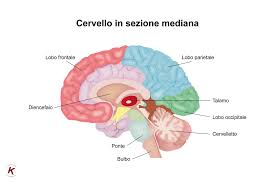 Cervello in sezione mediana
Lobo frontale
Lobo parietale
Diencefalo
Talamo
Lobo occipitale
Cervelletto
Ponte
Bulbo
K